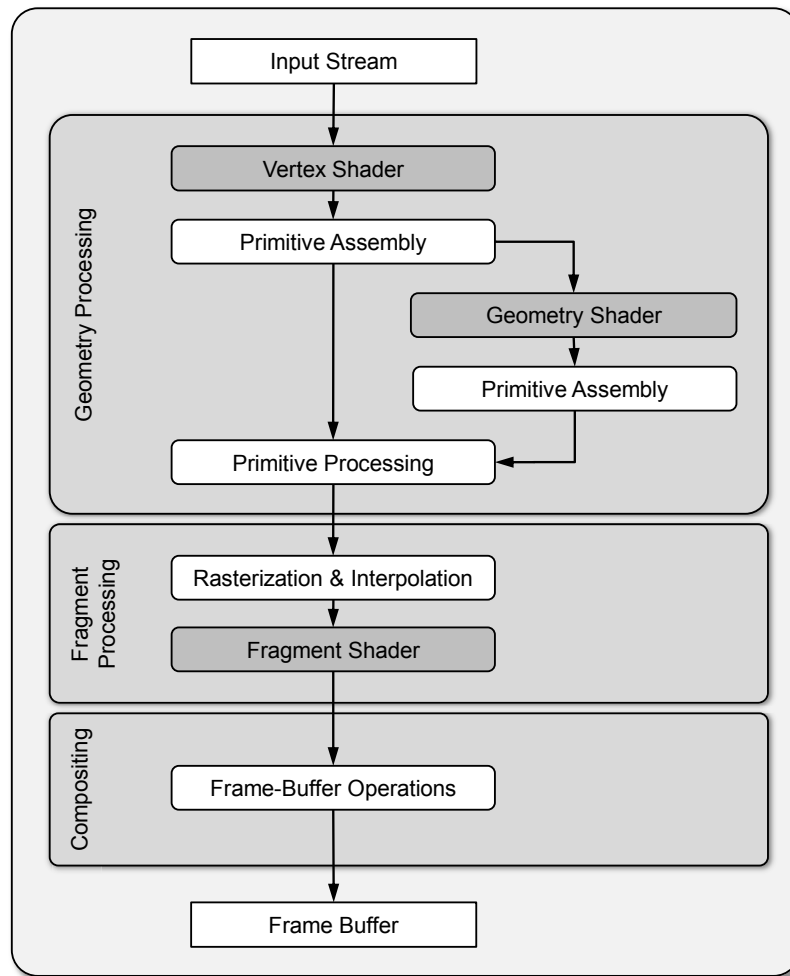 Input Stream
Geometry Processing
Vertex Shader
Primitive Assembly
Geometry Shader
Primitive Assembly
Primitive Processing
Fragment
Processing
Rasterization & Interpolation
Fragment Shader
Compositing
Frame-Buffer Operations
Frame Buffer